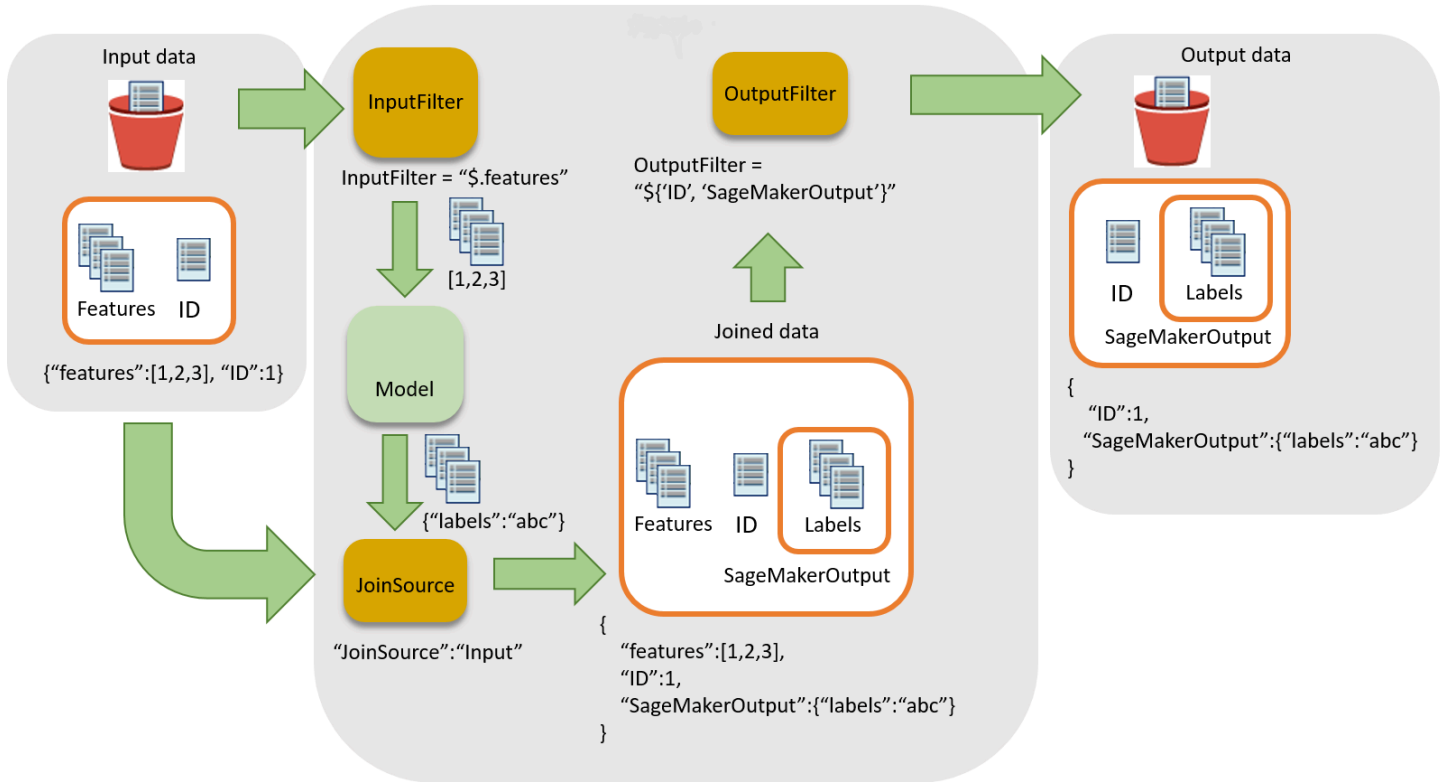 Input data
Features
ID
{“features”:[1,2,3], “ID”:1}
InputFilter
InputFilter = “$.features”
[1,2,3]
Model
{“labels”:“abc”}
JoinSource
“JoinSource”:“Input”
Joined data
Features
ID
Labels
SageMakerOutput
{
“features”:[1,2,3],
“ID”:1,
“SageMakerOutput”:{“labels”:“abc”}
}
OutputFilter
OutputFilter =
“${‘ID’, ‘SageMakerOutput’}”
Output data
ID
Labels
SageMakerOutput
{
“ID”:1,
“SageMakerOutput”:{“labels”:“abc”}
}